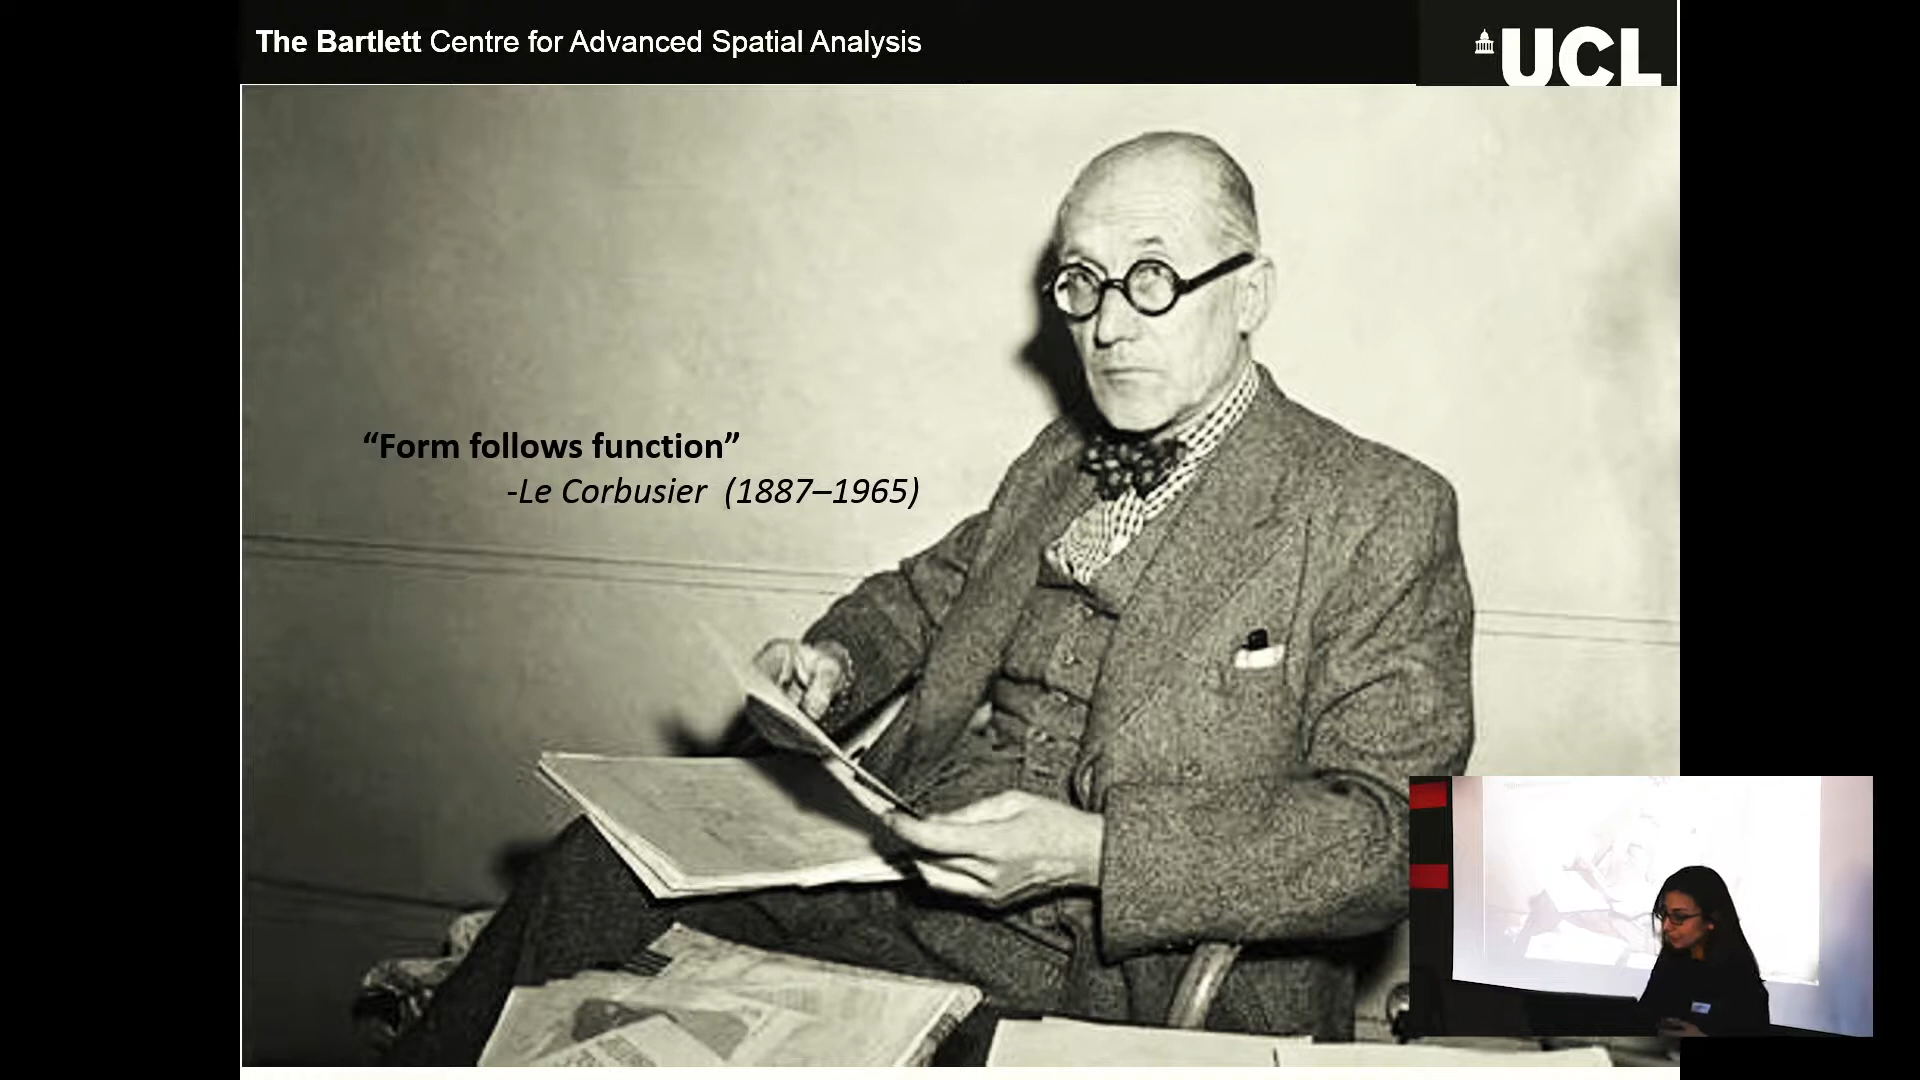 The Bartlett Centre for Advanced Spatial Analysis
UCL
“Form follows function”
-Le Corbusier (1887–1965)